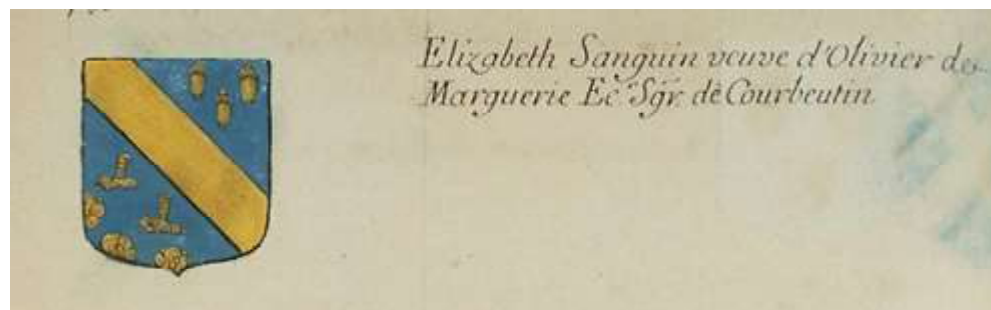 Elizabeth Sanguin veuve d'Olivier de
Marguerie Ec. Sgr. de Courbeutin